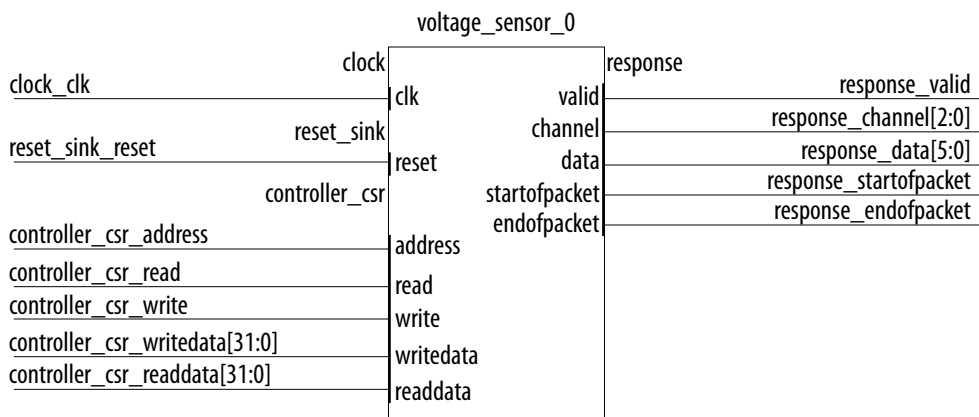 voltage_sensor_0
clock
response
clock_clk
clk
valid
response_valid
reset_sink
channel
response_channel[2:0]
reset_sink_reset
reset
data
response_data[5:0]
controller_csr
startofpacket
response_startofpacket
endofpacket
response_endofpacket
controller_csr_address
address
controller_csr_read
read
controller_csr_write
write
controller_csr_writedata[31:0]
writedata
controller_csr_readdata[31:0]
readdata